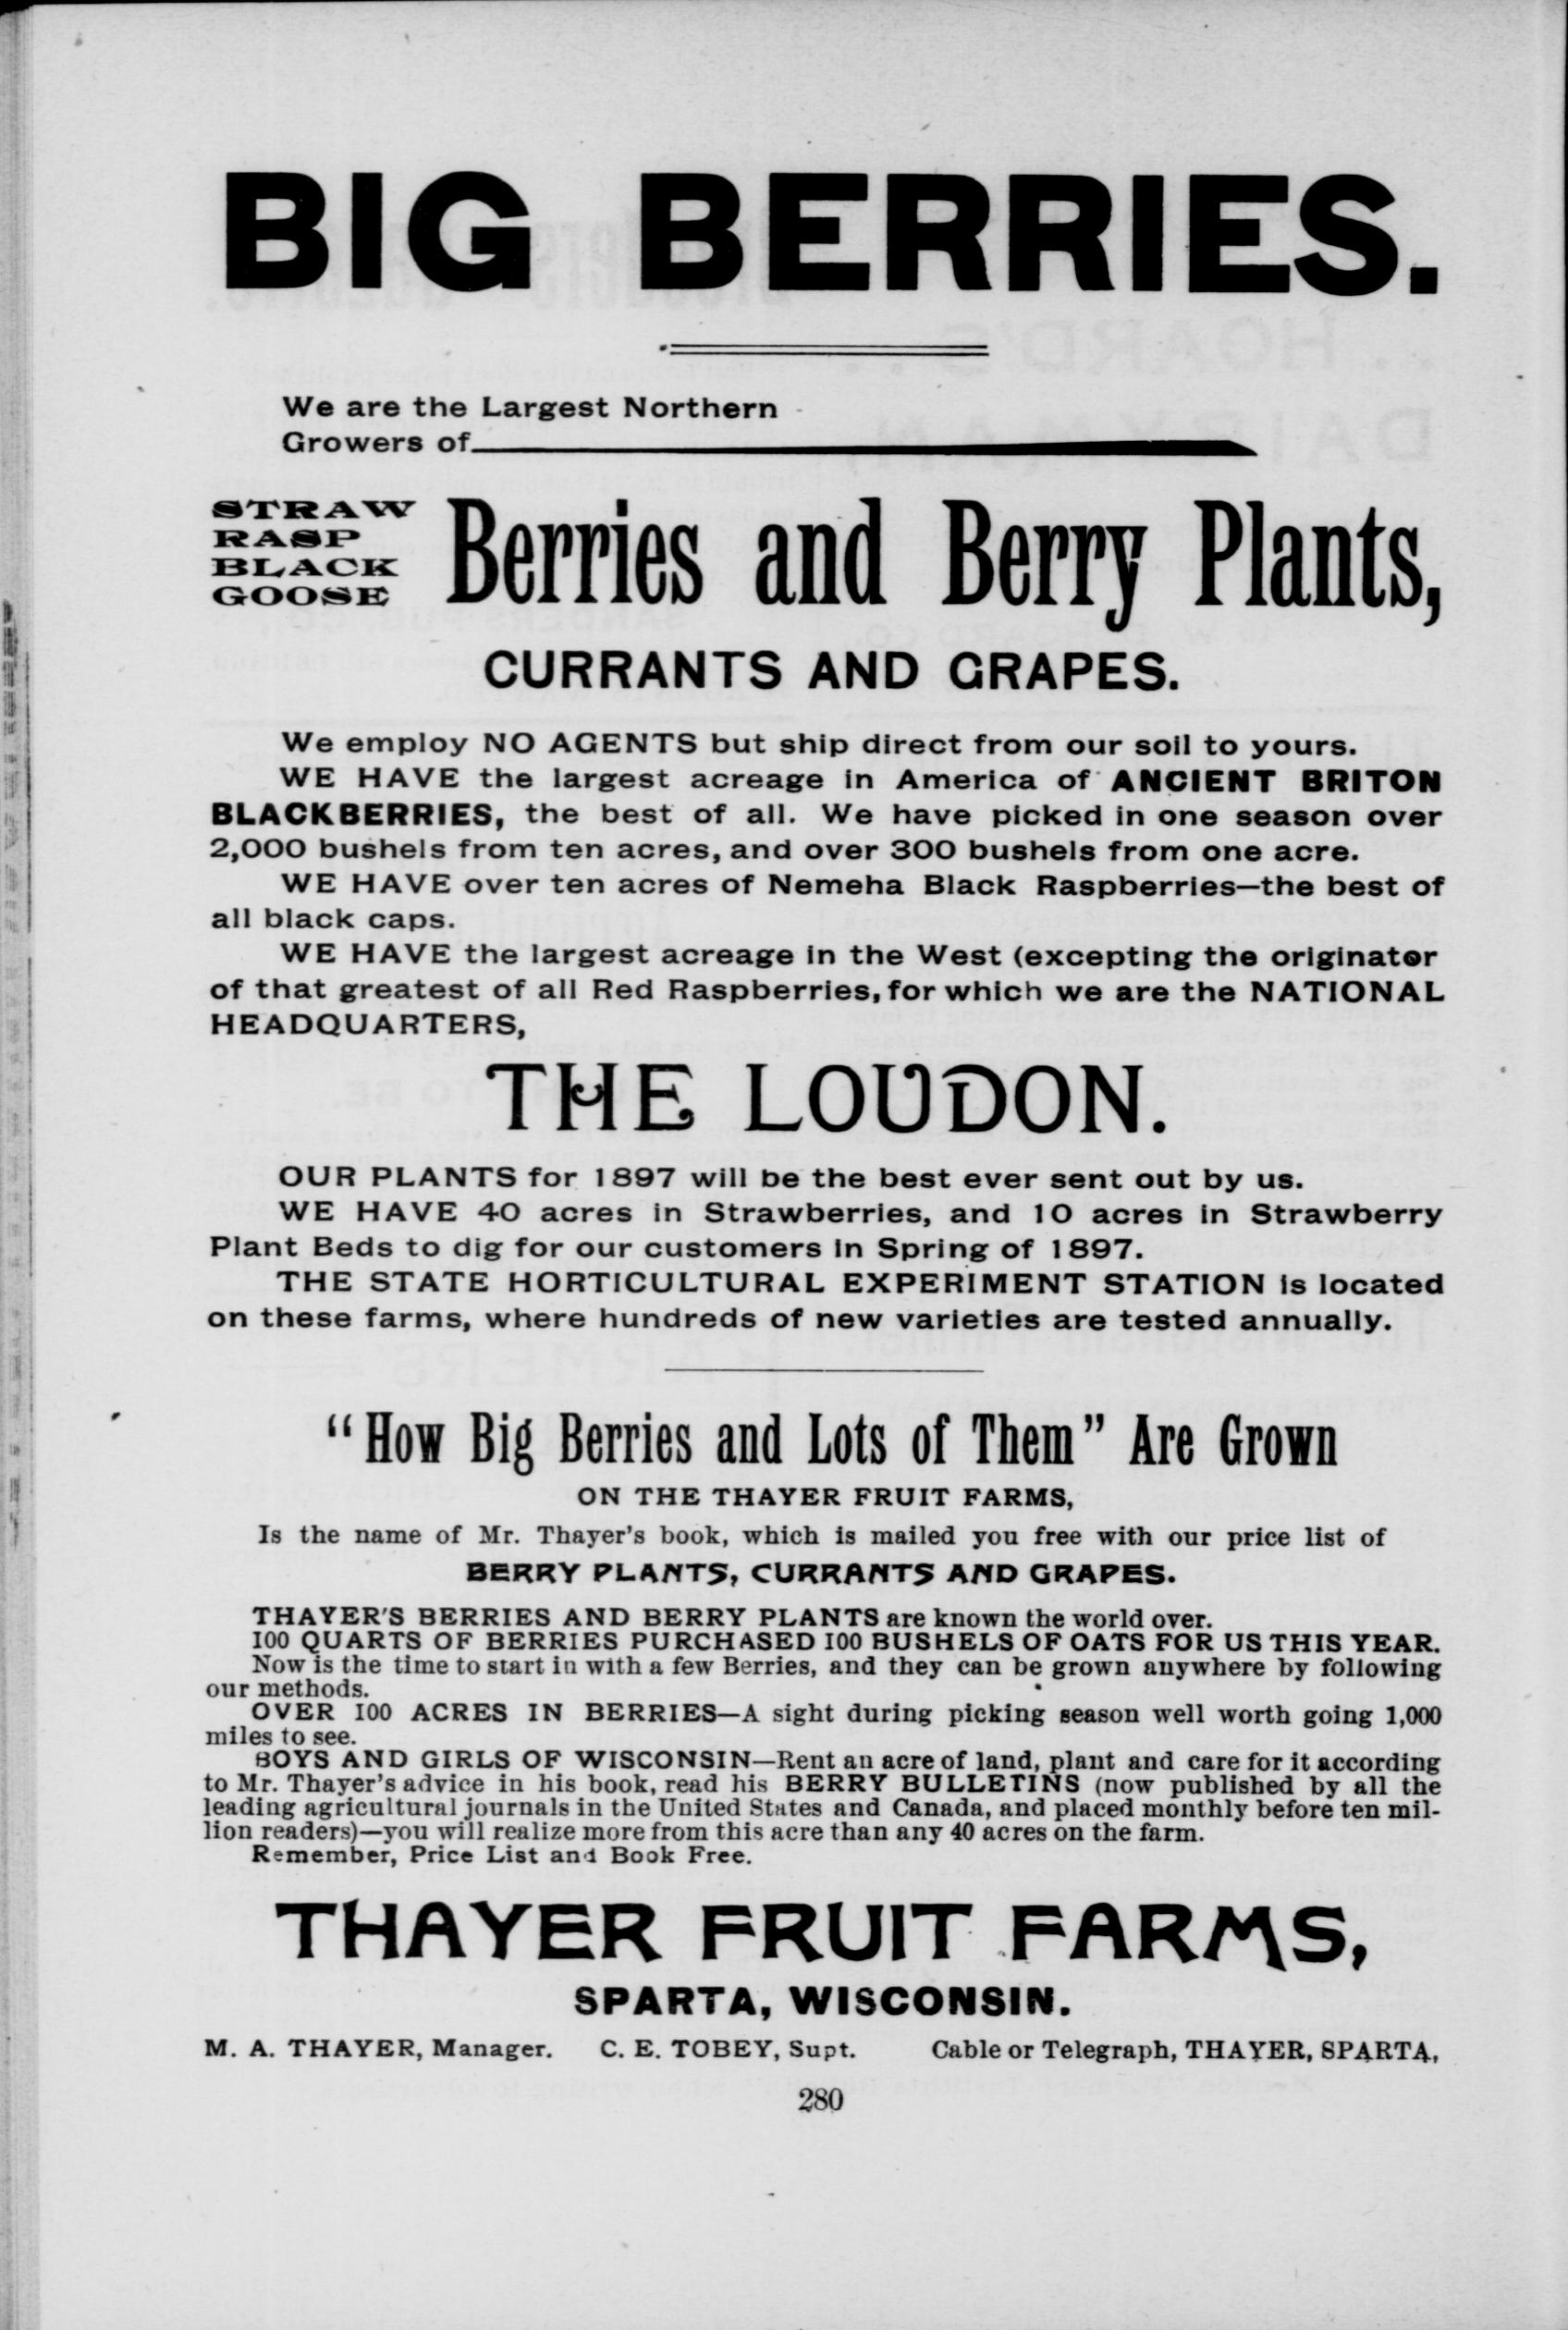 BIG BERRIES.
We are the Largest Northern
Growers of
STRAW
RASP
BLACK
GOOSE
Berries and Berry Plants,
CURRANTS AND GRAPES.
We employ NO AGENTS but ship direct from our soil to yours.
WE HAVE the largest acreage in America of ANCIENT BRITON
BLACKBERRIES, the best of all. We have picked in one season over
2,000 bushels from ten acres, and over 300 bushels from one acre.
WE HAVE over ten acres of Nemeha Black Raspberries—the best of
all black caps.
WE HAVE the largest acreage in the West (excepting the originator
of that greatest of all Red Raspberries, for which we are the NATIONAL
HEADQUARTERS,
THE LOUDON.
OUR PLANTS for 1897 will be the best ever sent out by us.
WE HAVE 40 acres in Strawberries, and 10 acres in Strawberry
Plant Beds to dig for our customers in Spring of 1897.
THE STATE HORTICULTURAL EXPERIMENT STATION is located
on these farms, where hundreds of new varieties are tested annually.
"How Big Berries and Lots of Them" Are Grown
ON THE THAYER FRUIT FARMS,
Is the name of Mr. Thayer's book, which is mailed you free with our price list of
BERRY PLANTS, CURRANTS AND GRAPES.
THAYER'S BERRIES AND BERRY PLANTS are known the world over.
100 QUARTS OF BERRIES PURCHASED 100 BUSHELS OF OATS FOR US THIS YEAR.
Now is the time to start in with a few Berries, and they can be grown anywhere by following
our methods.
OVER 100 ACRES IN BERRIES—A sight during picking season well worth going 1,000
miles to see.
BOYS AND GIRLS OF WISCONSIN—Rent an acre of land, plant and care for it according
to Mr. Thayer's advice in his book, read his BERRY BULLETINS (now published by all the
leading agricultural journals in the United States and Canada, and placed monthly before ten mil-
lion readers)—you will realize more from this acre than any 40 acres on the farm.
Remember, Price List and Book Free.
THAYER FRUIT FARMS,
SPARTA, WISCONSIN.
M. A. THAYER, Manager. C. E. TOBEY, Supt. Cable or Telegraph, THAYER, SPARTA,
280